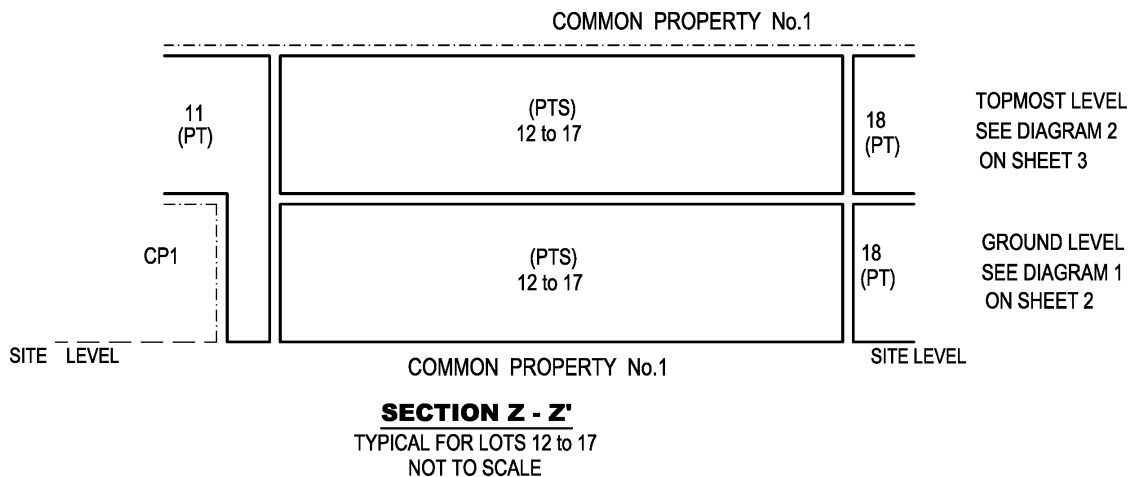 COMMON PROPERTY No.1
11
(PT)
(PTS)
12 to 17
18
(PT)
TOPMOST LEVEL
SEE DIAGRAM 2
ON SHEET 3
CP1
(PTS)
12 to 17
18
(PT)
GROUND LEVEL
SEE DIAGRAM 1
ON SHEET 2
SITE LEVEL
COMMON PROPERTY No.1
SITE LEVEL
SECTION Z - Z'
TYPICAL FOR LOTS 12 to 17
NOT TO SCALE